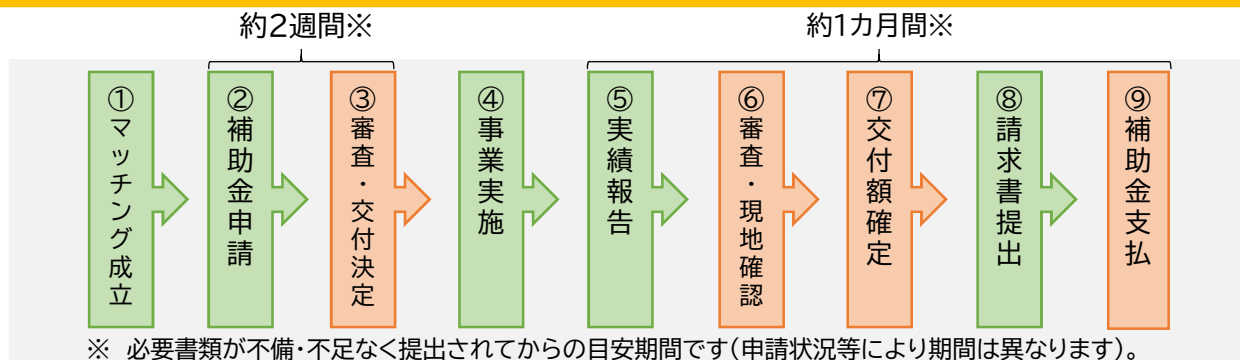 約2週間※
約1カ月間※
①マッチング成立
②補助金申請
③審査・交付決定
④事業実施
⑤実績報告
⑥審査・現地確認
⑦交付額確定
⑧請求書提出
⑨補助金支払
※ 必要書類が不備・不足なく提出されてからの目安期間です(申請状況等により期間は異なります)。